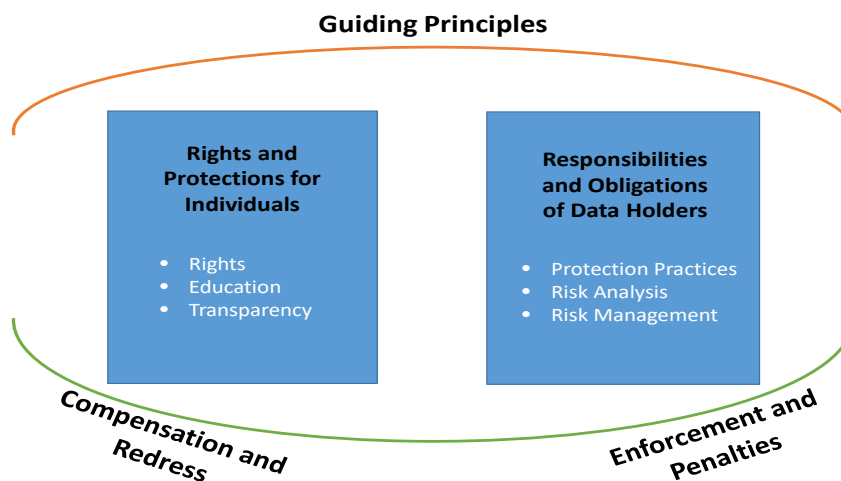 Guiding Principles
Rights and
Protections for
Individuals
• Rights
• Education
• Transparency
Responsibilities
and Obligations
of Data Holders
• Protection Practices
• Risk Analysis
• Risk Management
Compensation and
Redress
Enforcement and
Penalties